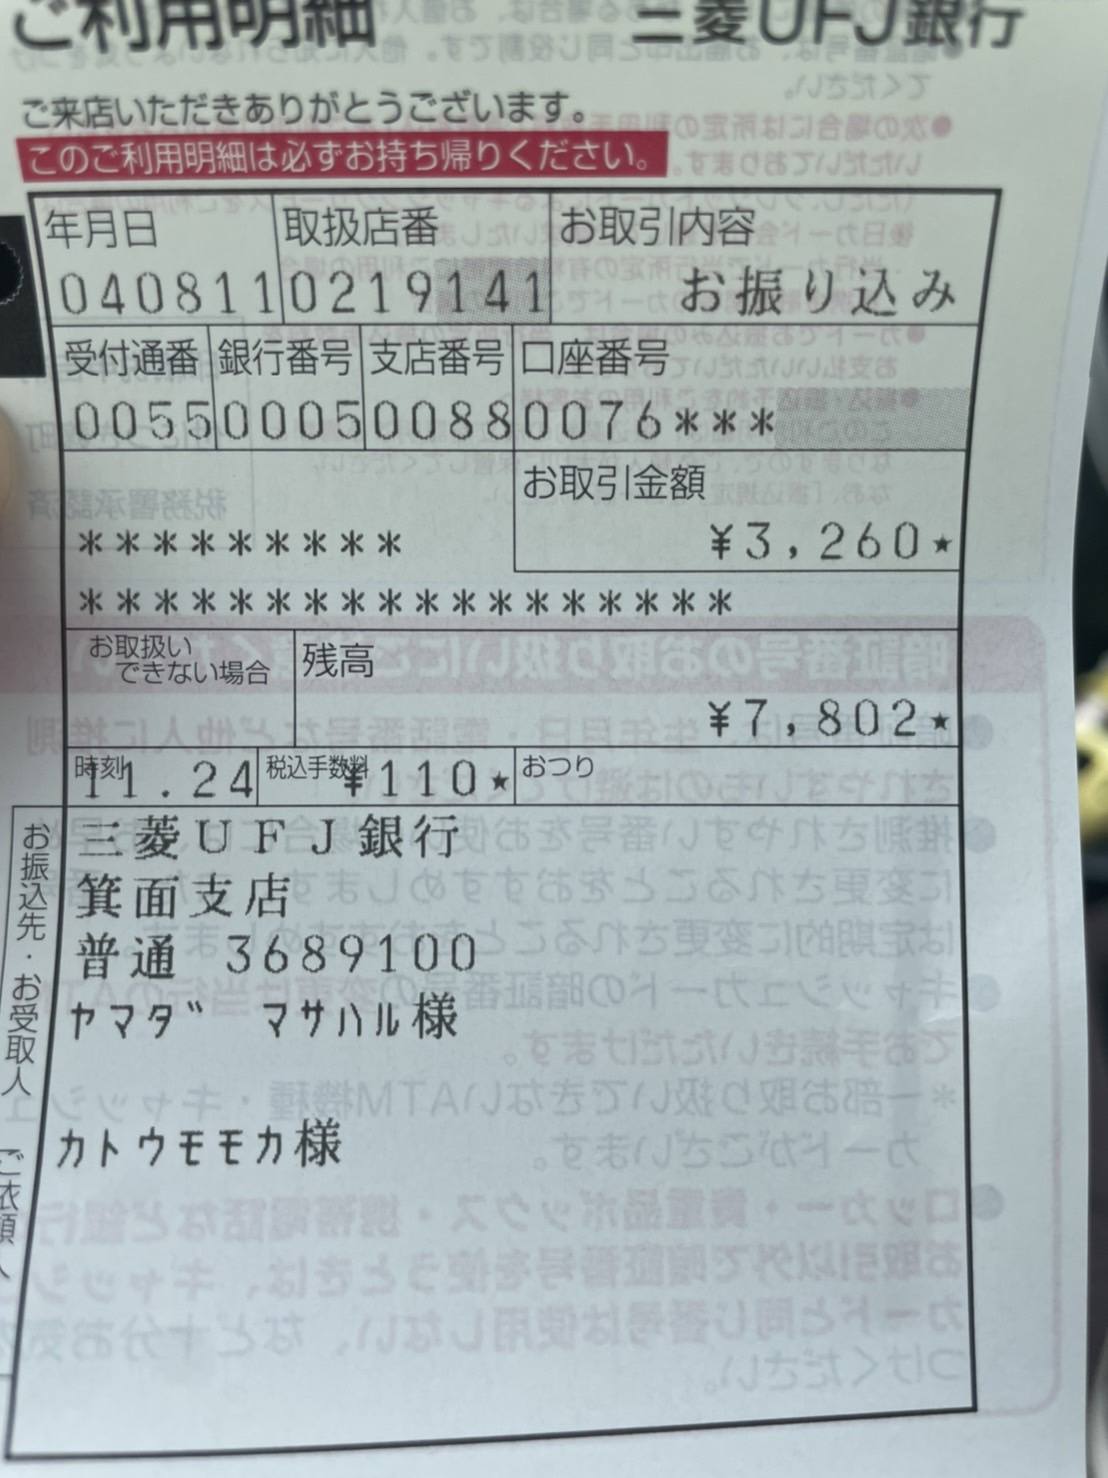 ご利用明細 三菱UFJ銀行
ご来店いただきありがとうございます。
このご利用明細は必ずお持ち帰りください。
年月日 取扱店番 お取引内容
040811 0219141 お振り込み
受付通番 銀行番号 支店番号 口座番号
0055 0005 0088 0076***
お取引金額
********* ¥3,260★
******************
お取扱い
できない場合 残高
¥7,802★
時刻 11.24 税込手数料 ¥110★ おつり
お振込先・お受取人
三菱UFJ銀行
箕面支店
普通 3689100
ヤマダ゛ マサハル様
ご依頼人
カトウモモカ様